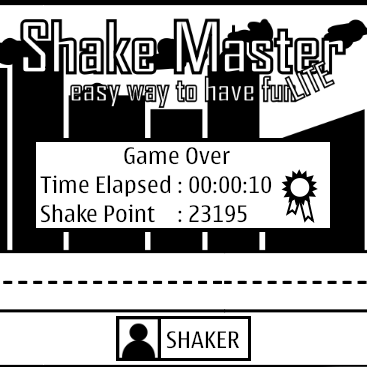 Shake Master
LITE
easy way to have fun
Game Over
Time Elapsed : 00:00:10
Shake Point : 23195
SHAKER